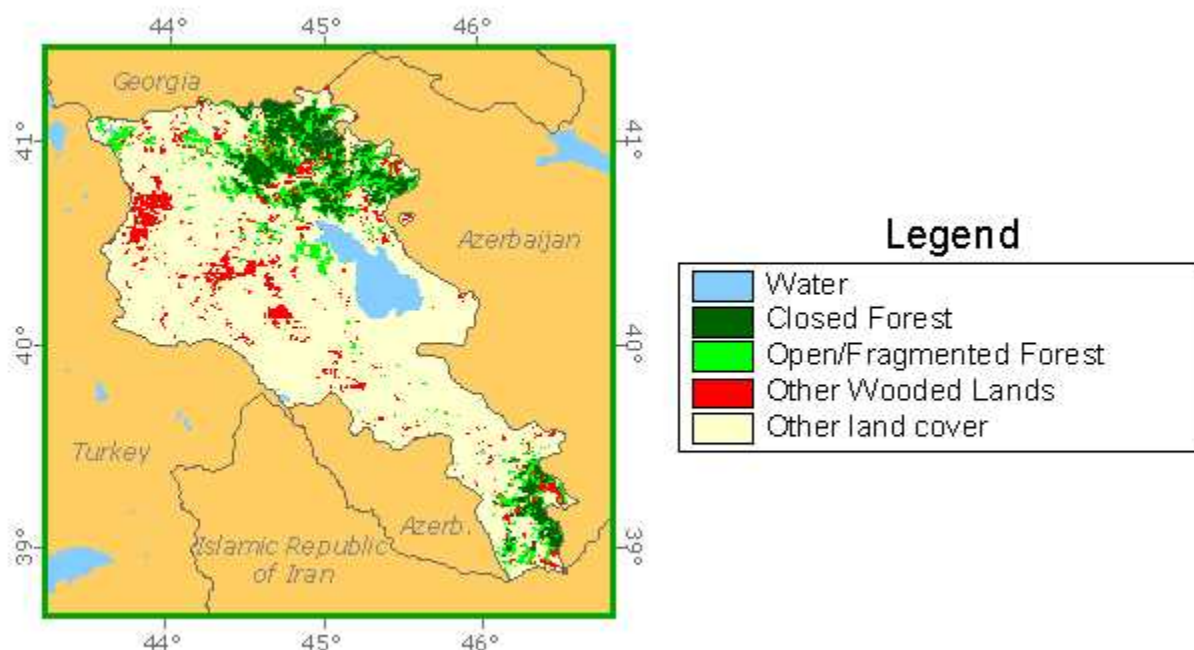 44° 45° 46°
Georgia
41° 41°
Azerbaijan
40° 40°
Turkey
Azerb.
39° 39°
Islamic Republic
of Iran
44° 45° 46°
Legend
Water
Closed Forest
Open/Fragmented Forest
Other Wooded Lands
Other land cover